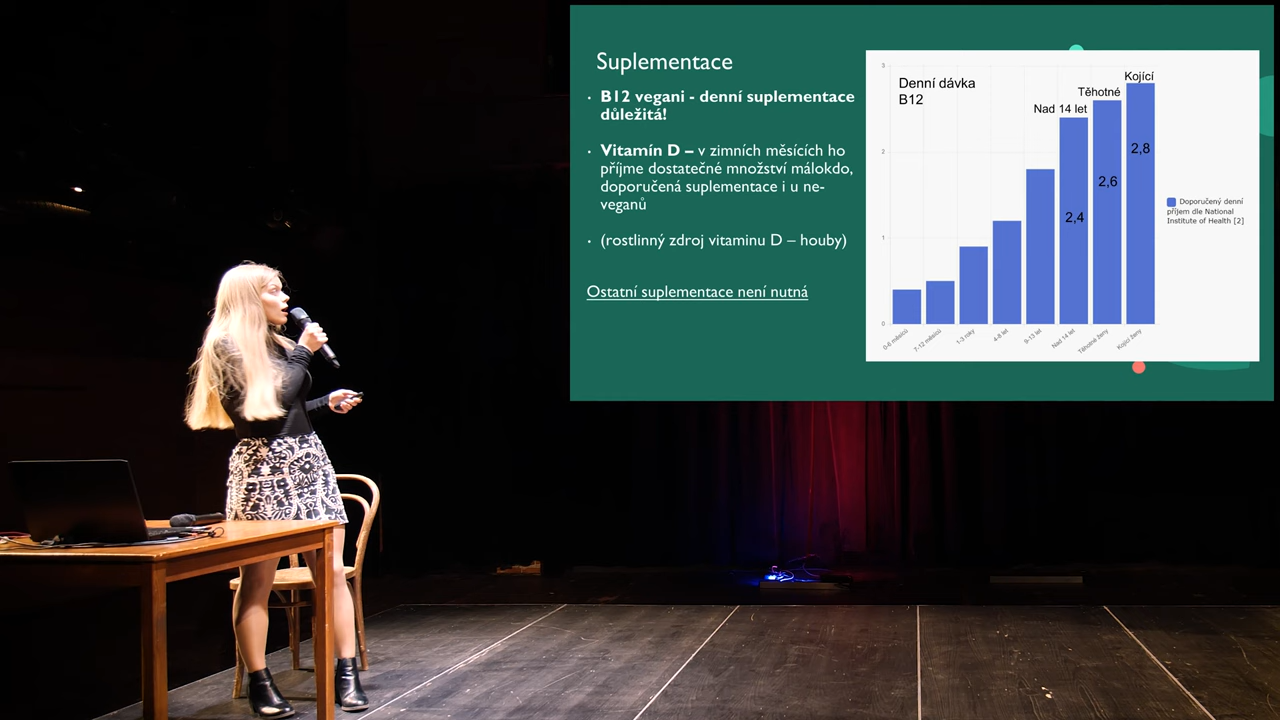 Suplementace
B12 vegani - denní suplementace
důležitá!
Vitamín D – v zimních měsících ho
příjme dostatečné množství málokdo,
doporučená suplementace i u ne-
veganů
(rostlinný zdroj vitaminu D – houby)
Ostatní suplementace není nutná
Denní dávka
B12
Kojící
Těhotné
Nad 14 let
3
2
1
0
2,4
2,6
2,8
0-6 měsíců
7-12 měsíců
1-3 roky
4-8 let
9-13 let
Nad 14 let
Těhotné ženy
Kojící ženy
Doporučený denní
příjem dle National
Institute of Health [2]